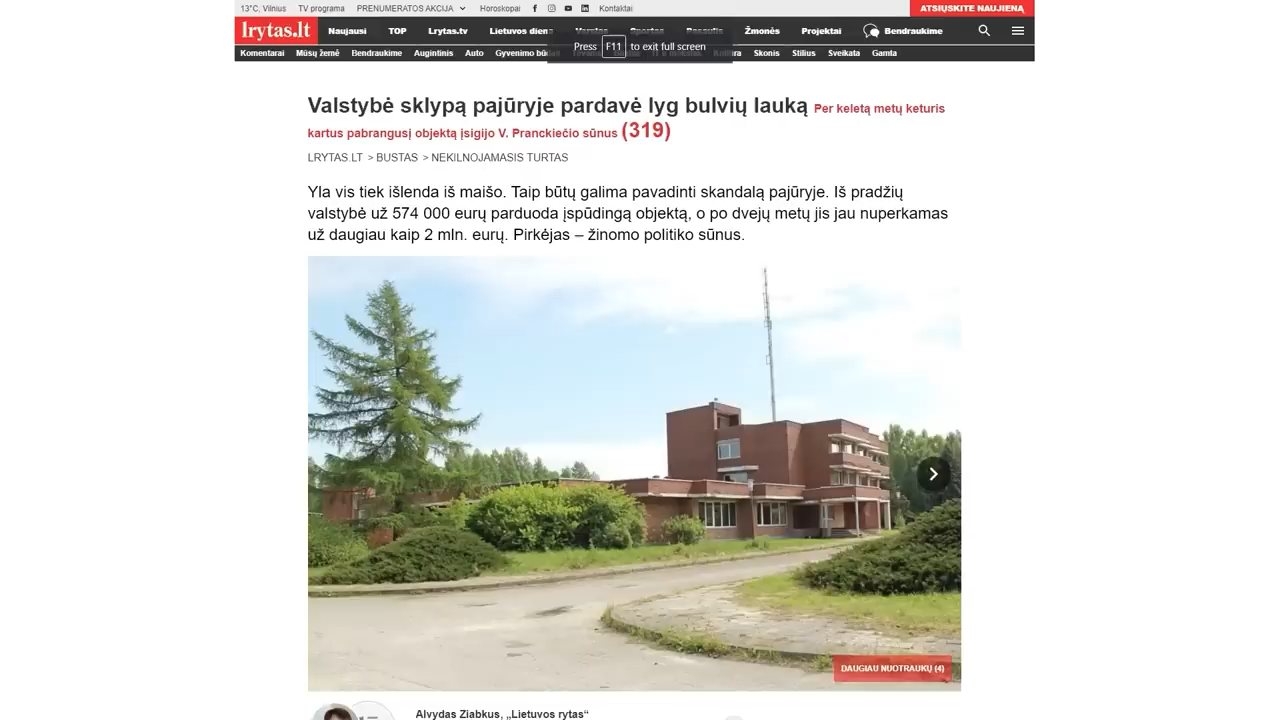 13°C, Vilnius TV programa PRENUMERATOS AKCIJA Horoskopai Kontaktai ATSIŲSKITE NAUJIENĄ
lrytas.lt Naujausi TOP Lrytas.tv Lietuvos diena Verslas Sportas Pasaulis Žmonės Projektai Bendraukime
Press F11 to exit full screen
Komentarai Mūsų žemė Bendraukime Augintinis Auto Gyvenimo būdas Kultūra Skonis Stilius Sveikata Gamta
Valstybė sklypą pajūryje pardavė lyg bulvių lauką Per keletą metų keturis
kartus pabrangusį objektą įsigijo V. Pranckiečio sūnus (319)
LRYTAS.LT > BUSTAS > NEKILNOJAMASIS TURTAS
Yla vis tiek išlenda iš maišo. Taip būtų galima pavadinti skandalą pajūryje. Iš pradžių
valstybė už 574 000 eurų parduoda įspūdingą objektą, o po dvejų metų jis jau nuperkamas
už daugiau kaip 2 mln. eurų. Pirkėjas – žinomo politiko sūnus.
DAUGIAU NUOTRAUKŲ (4)
Alvydas Ziabkus, „Lietuvos rytas“